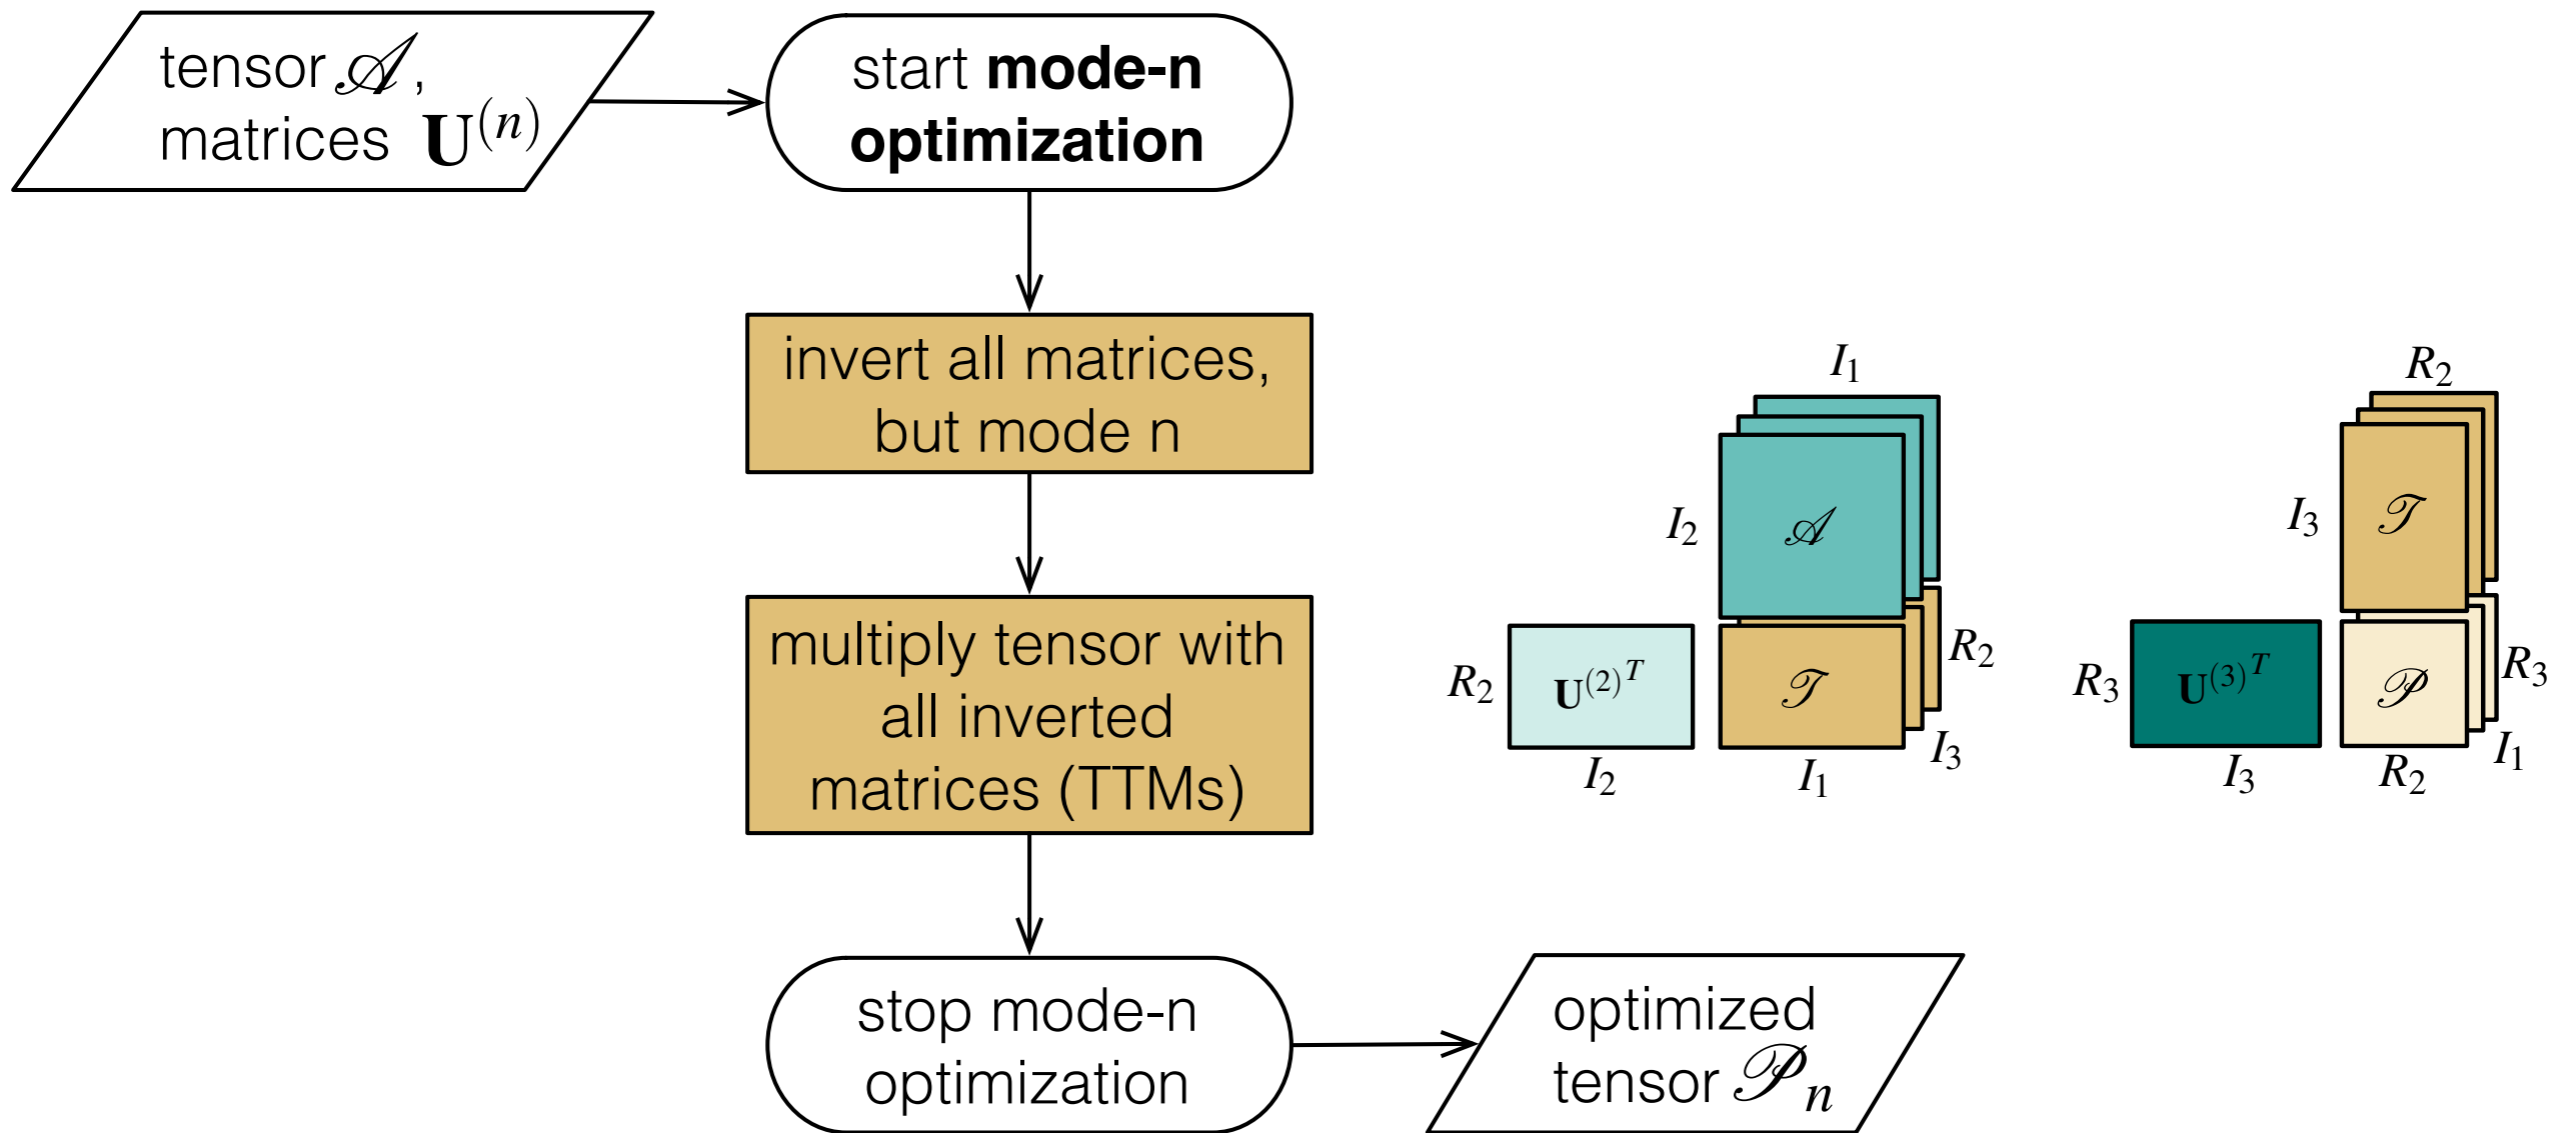 tensor 𝒜,
matrices U^(n)
start mode-n
optimization
invert all matrices,
but mode n
multiply tensor with
all inverted
matrices (TTMs)
stop mode-n
optimization
optimized
tensor 𝒫_n
I_1
I_2
𝒜
R_2
U^(2)^T
I_2
𝒯
R_2
I_3
I_1
R_2
I_3
𝒯
R_3
U^(3)^T
I_3
𝒫
R_3
I_1
R_2